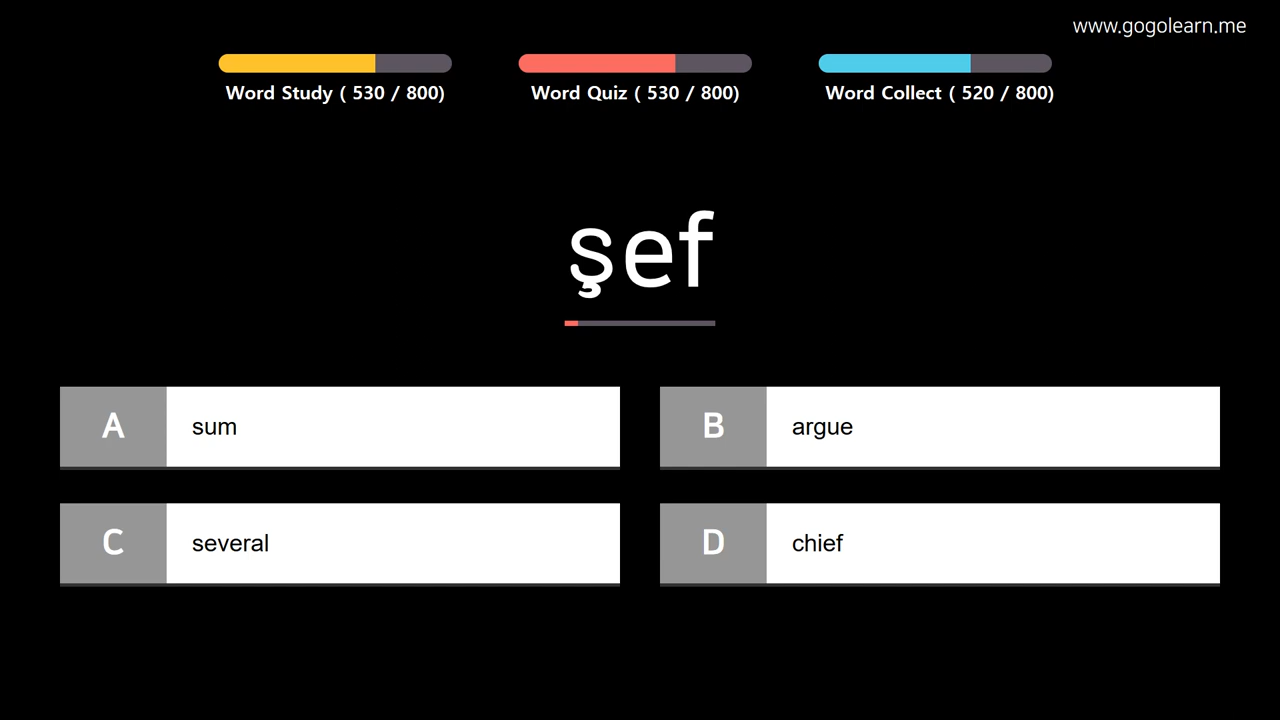 www.gogolearn.me
Word Study ( 530 / 800)
Word Quiz ( 530 / 800)
Word Collect ( 520 / 800)
şef
A sum
B argue
C several
D chief